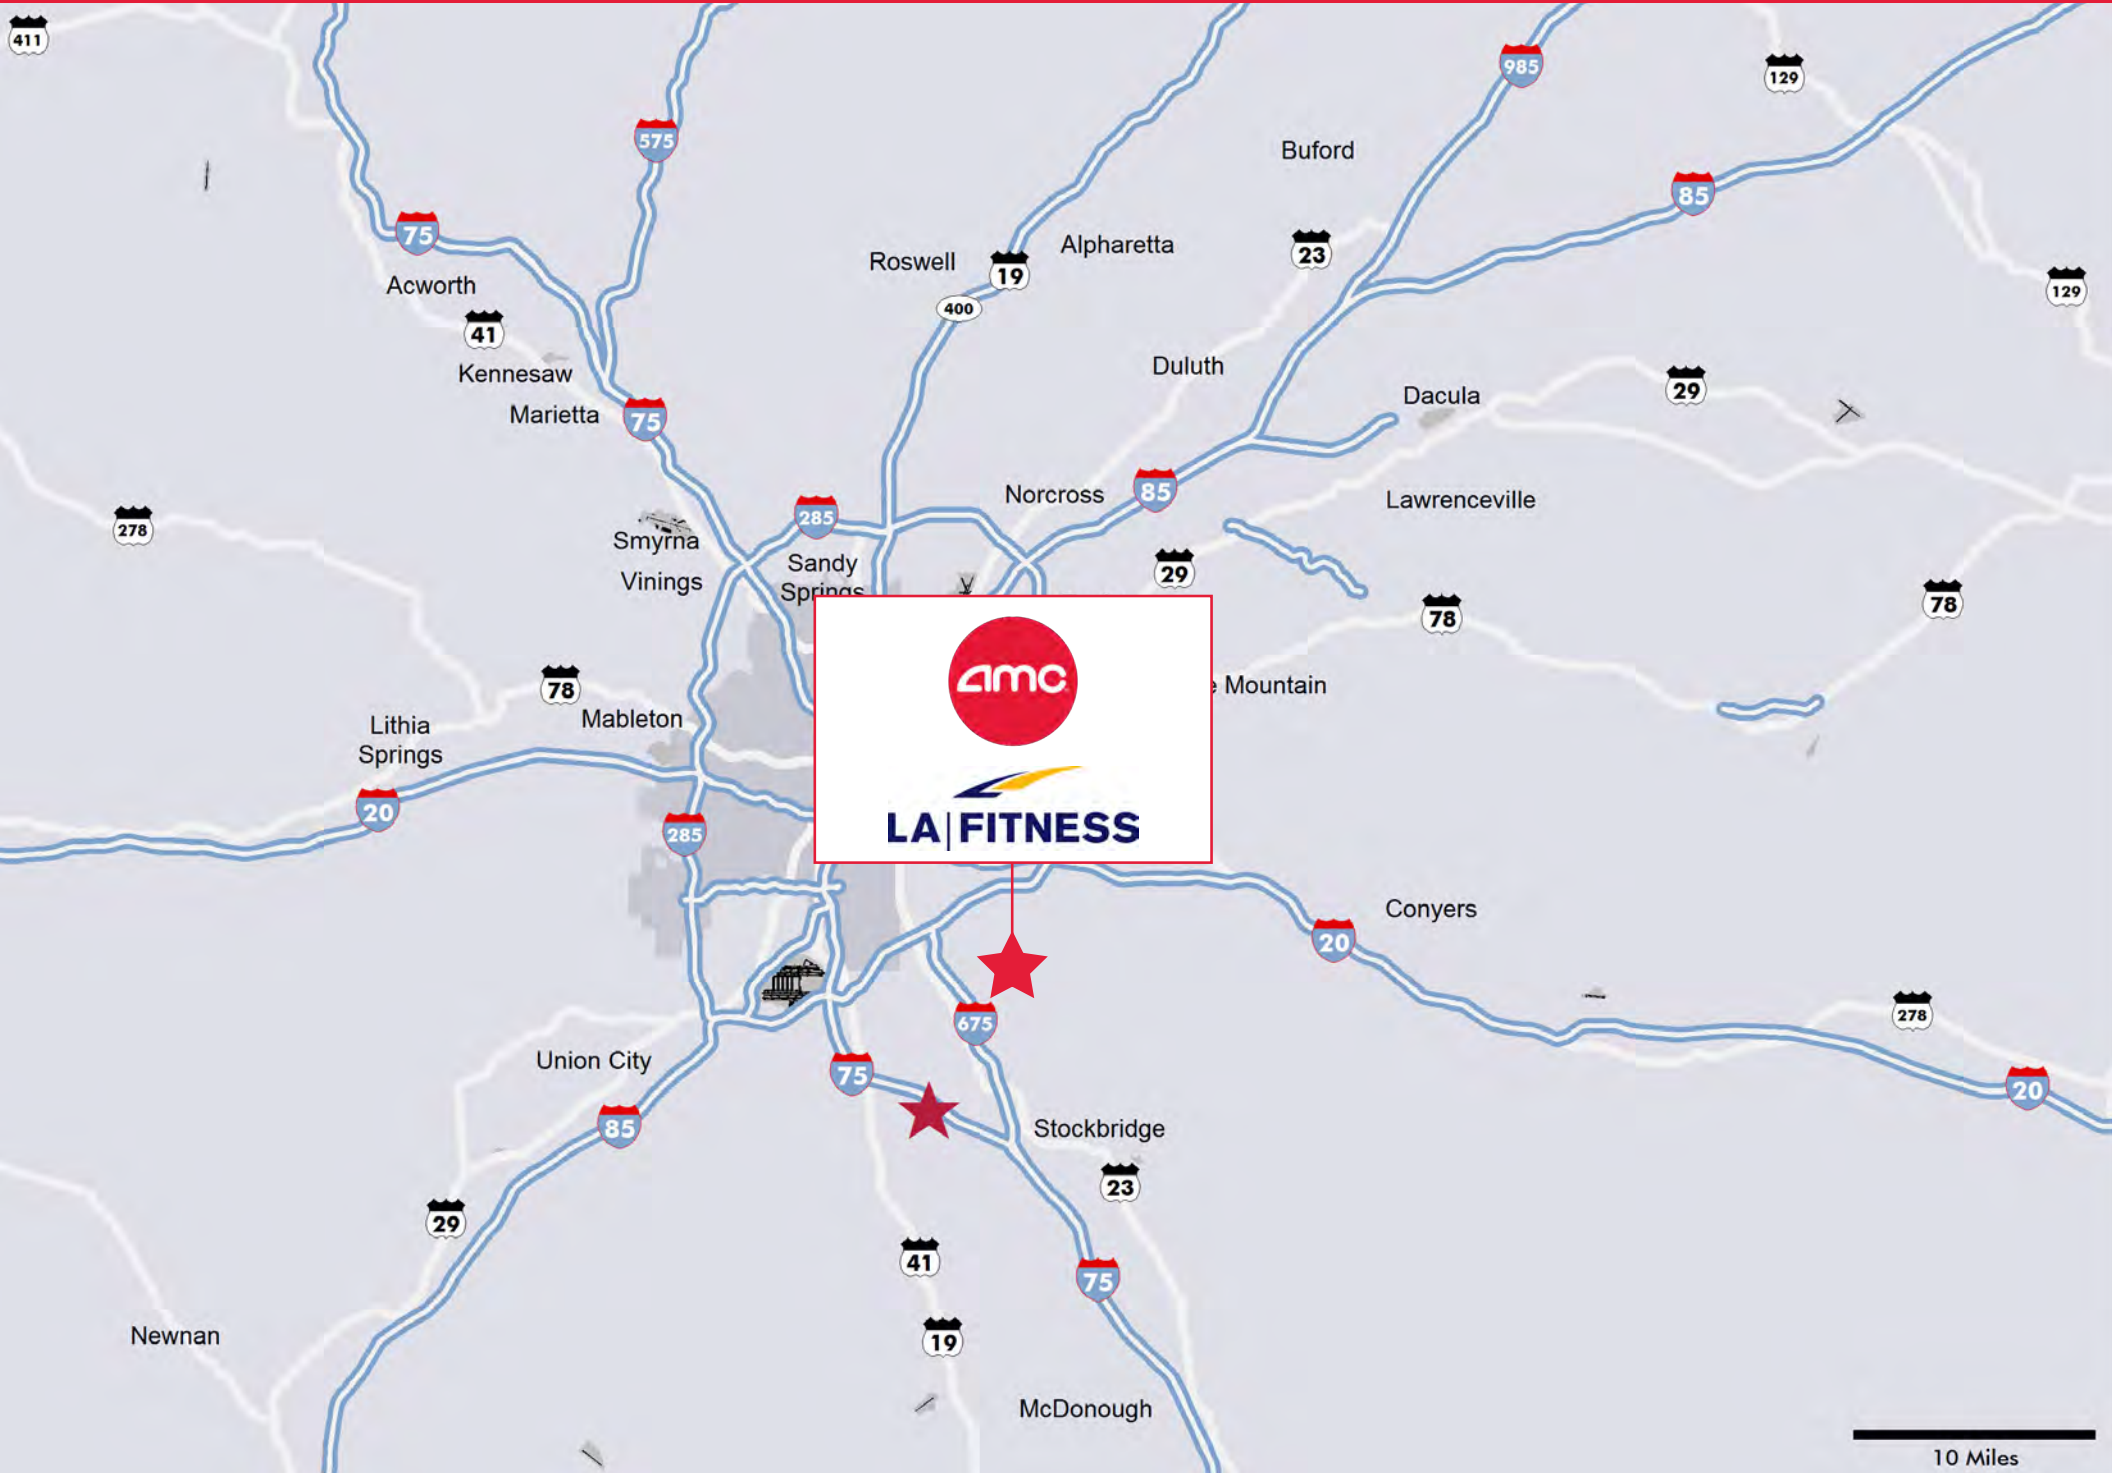 411
985
129
575
Buford
85
75
Roswell
Alpharetta
23
19
Acworth
129
400
41
Kennesaw
Duluth
29
Dacula
Marietta
75
Norcross
85
Lawrenceville
285
278
Smyrna
Sandy
Springs
29
Vinings
78
78
amc
78
e Mountain
Mableton
Lithia
Springs
20
285
LA|FITNESS
Conyers
20
675
278
Union City
75
20
85
Stockbridge
23
29
41
75
Newnan
19
McDonough
10 Miles